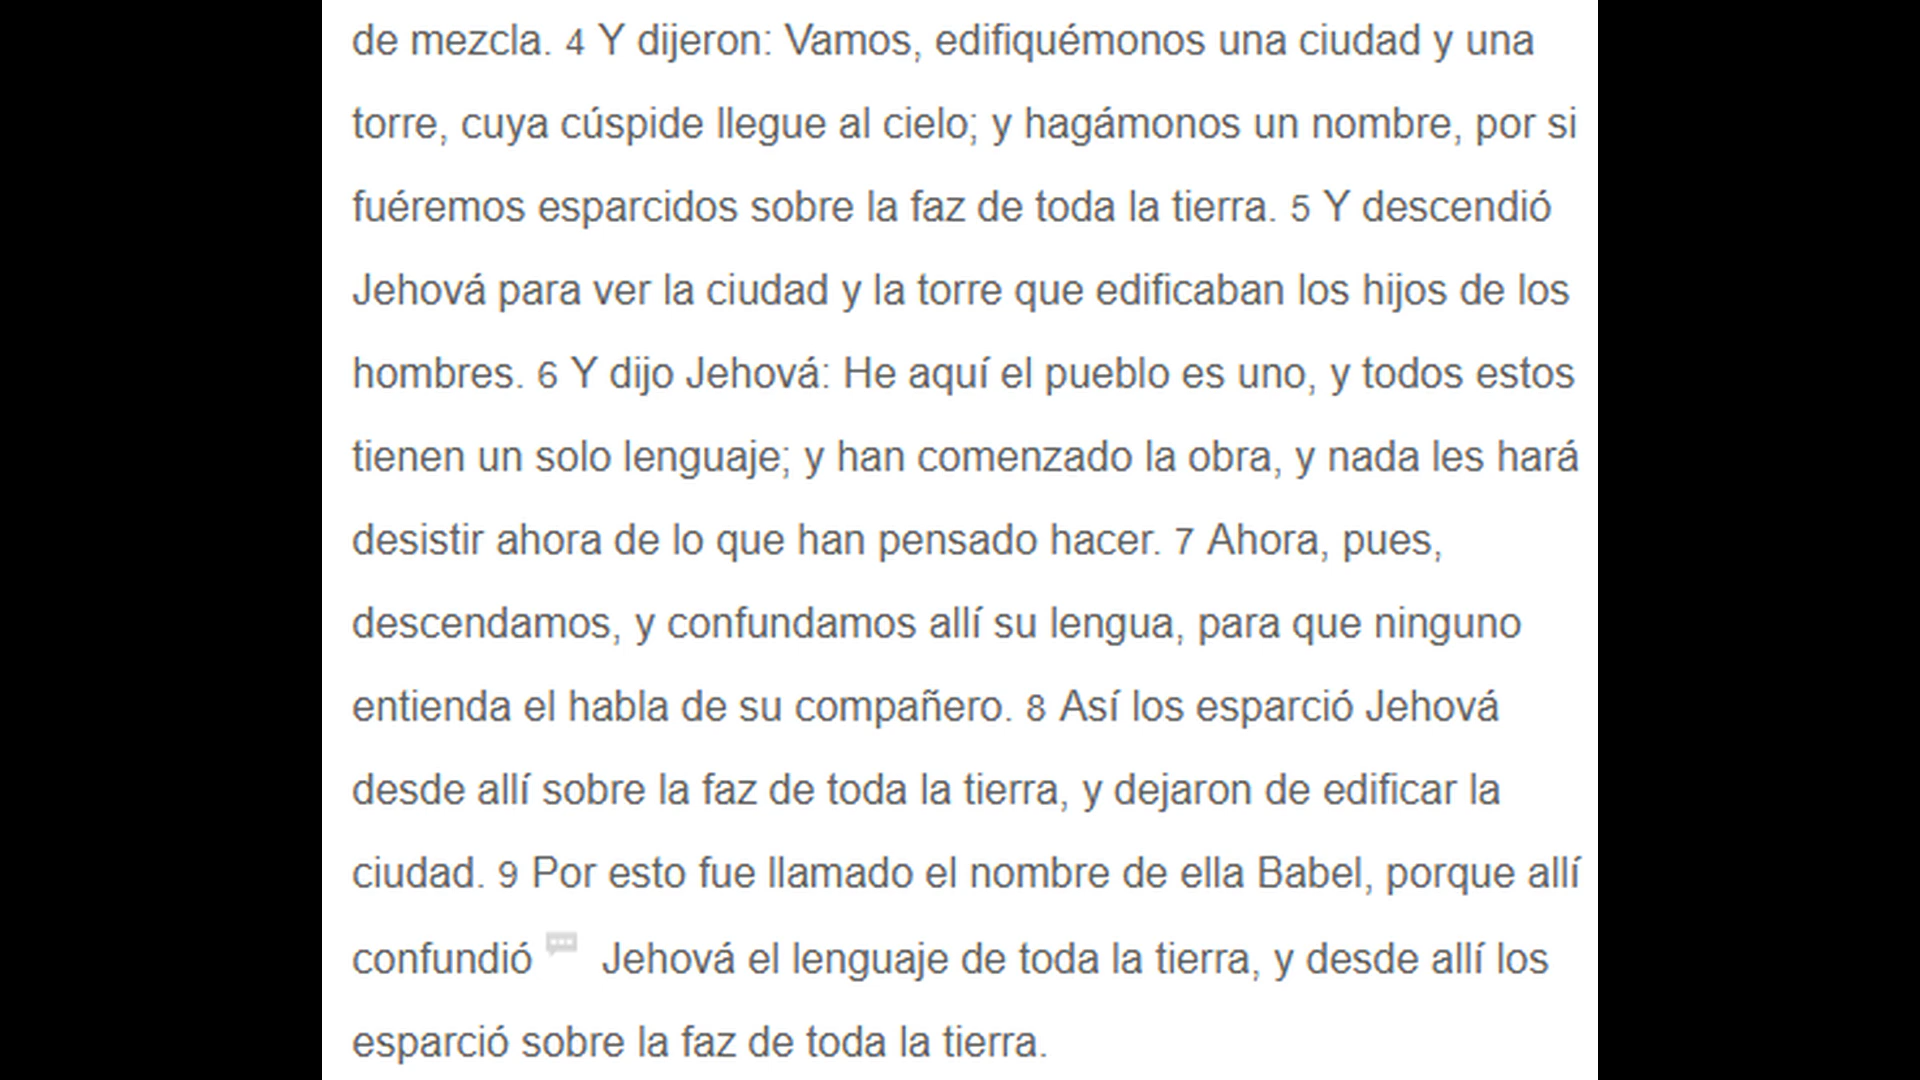 de mezcla. 4 Y dijeron: Vamos, edifiquémonos una ciudad y una
torre, cuya cúspide llegue al cielo; y hagámonos un nombre, por si
fuéremos esparcidos sobre la faz de toda la tierra. 5 Y descendió
Jehová para ver la ciudad y la torre que edificaban los hijos de los
hombres. 6 Y dijo Jehová: He aquí el pueblo es uno, y todos estos
tienen un solo lenguaje; y han comenzado la obra, y nada les hará
desistir ahora de lo que han pensado hacer. 7 Ahora, pues,
descendamos, y confundamos allí su lengua, para que ninguno
entienda el habla de su compañero. 8 Así los esparció Jehová
desde allí sobre la faz de toda la tierra, y dejaron de edificar la
ciudad. 9 Por esto fue llamado el nombre de ella Babel, porque allí
confundió Jehová el lenguaje de toda la tierra, y desde allí los
esparció sobre la faz de toda la tierra.